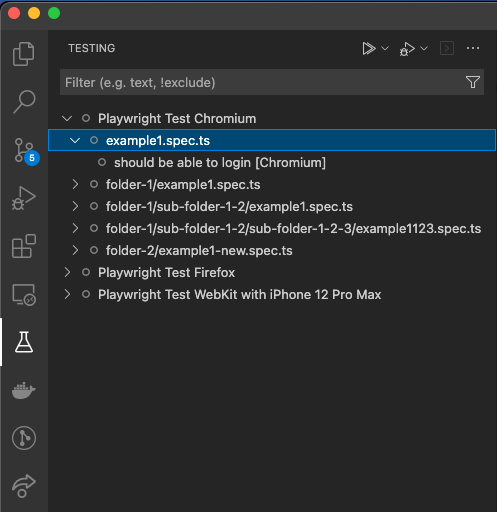 TESTING
Filter (e.g. text, !exclude)
Playwright Test Chromium
example1.spec.ts
should be able to login [Chromium]
folder-1/example1.spec.ts
folder-1/sub-folder-1-2/example1.spec.ts
folder-1/sub-folder-1-2/sub-folder-1-2-3/example1123.spec.ts
folder-2/example1-new.spec.ts
Playwright Test Firefox
Playwright Test WebKit with iPhone 12 Pro Max
5